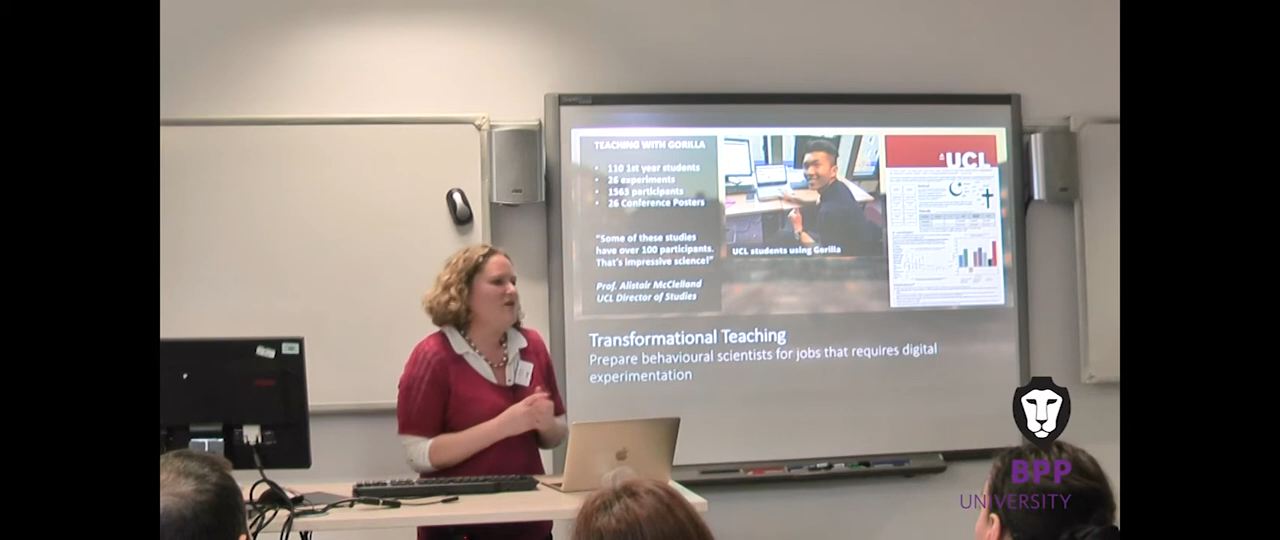 TEACHING WITH GORILLA
• 110 1st year students
• 26 experiments
• 1563 participants
• 26 Conference Posters
"Some of these studies
have over 100 participants.
That's impressive science!"
Prof. Alistair McClelland
UCL Director of Studies
UCL students using Gorilla
UCL
Transformational Teaching
Prepare behavioural scientists for jobs that requires digital
experimentation
BPP
UNIVERSITY